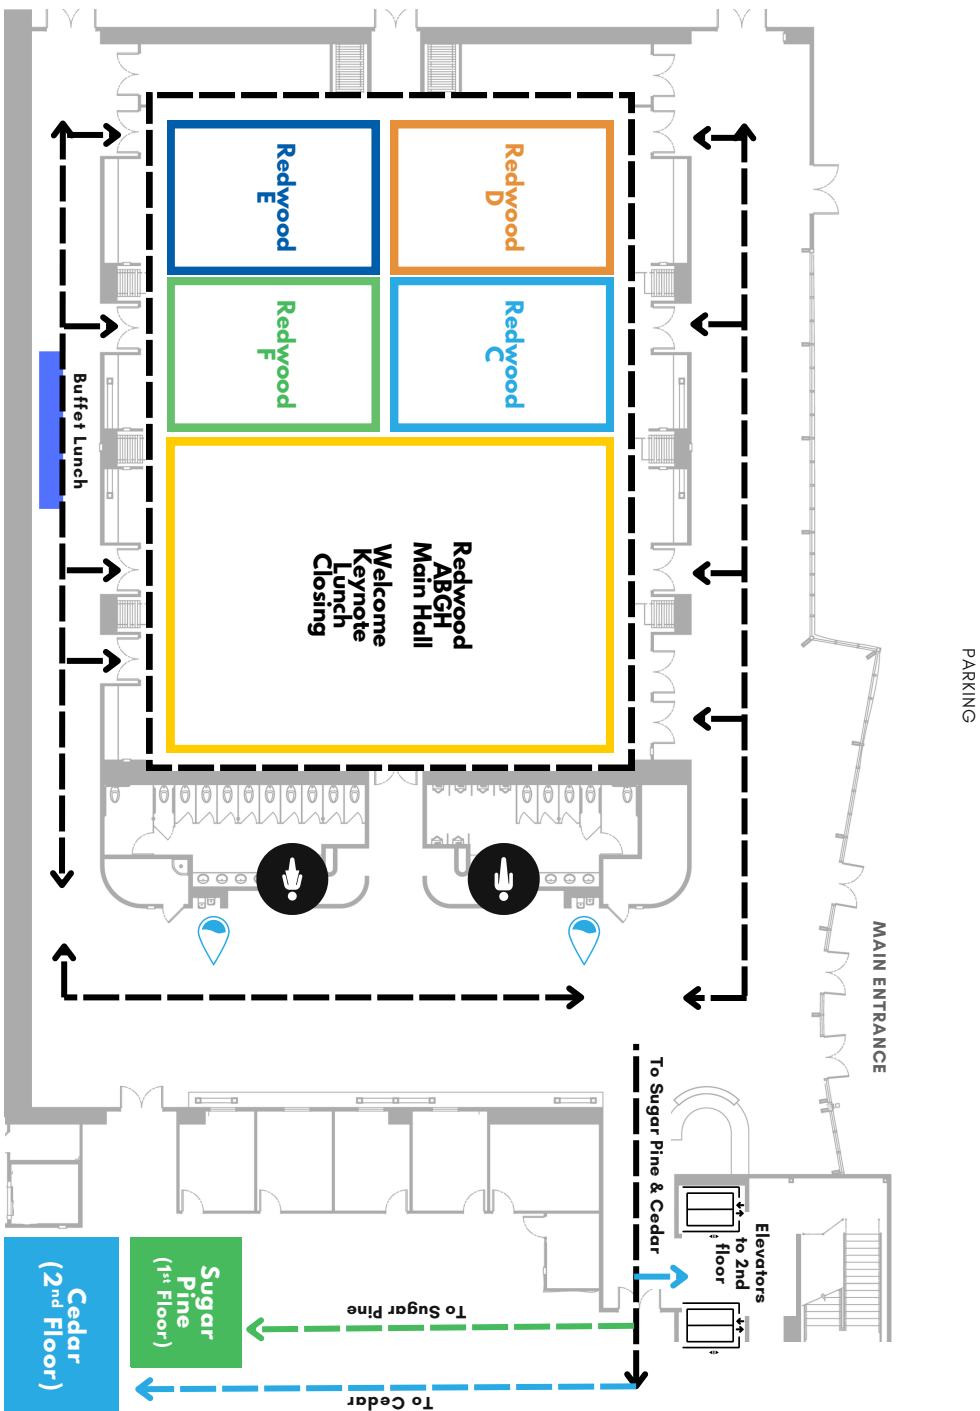 Redwood
E
Redwood
D
Redwood
F
Redwood
C
Buffet Lunch
Redwood
ABGH
Main Hall
Welcome
Keynote
Lunch
Closing
PARKING
MAIN ENTRANCE
To Sugar Pine & Cedar
Elevators
to 2nd
floor
Sugar
Pine
(1st Floor)
Cedar
(2nd Floor)
To Sugar Pine
To Cedar